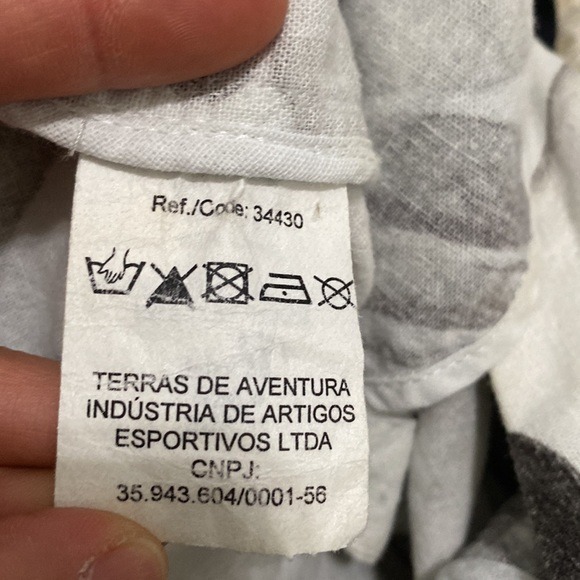 Ref./Code: 34430
TERRAS DE AVENTURA
INDÚSTRIA DE ARTIGOS
ESPORTIVOS LTDA
CNPJ:
35.943.604/0001-56